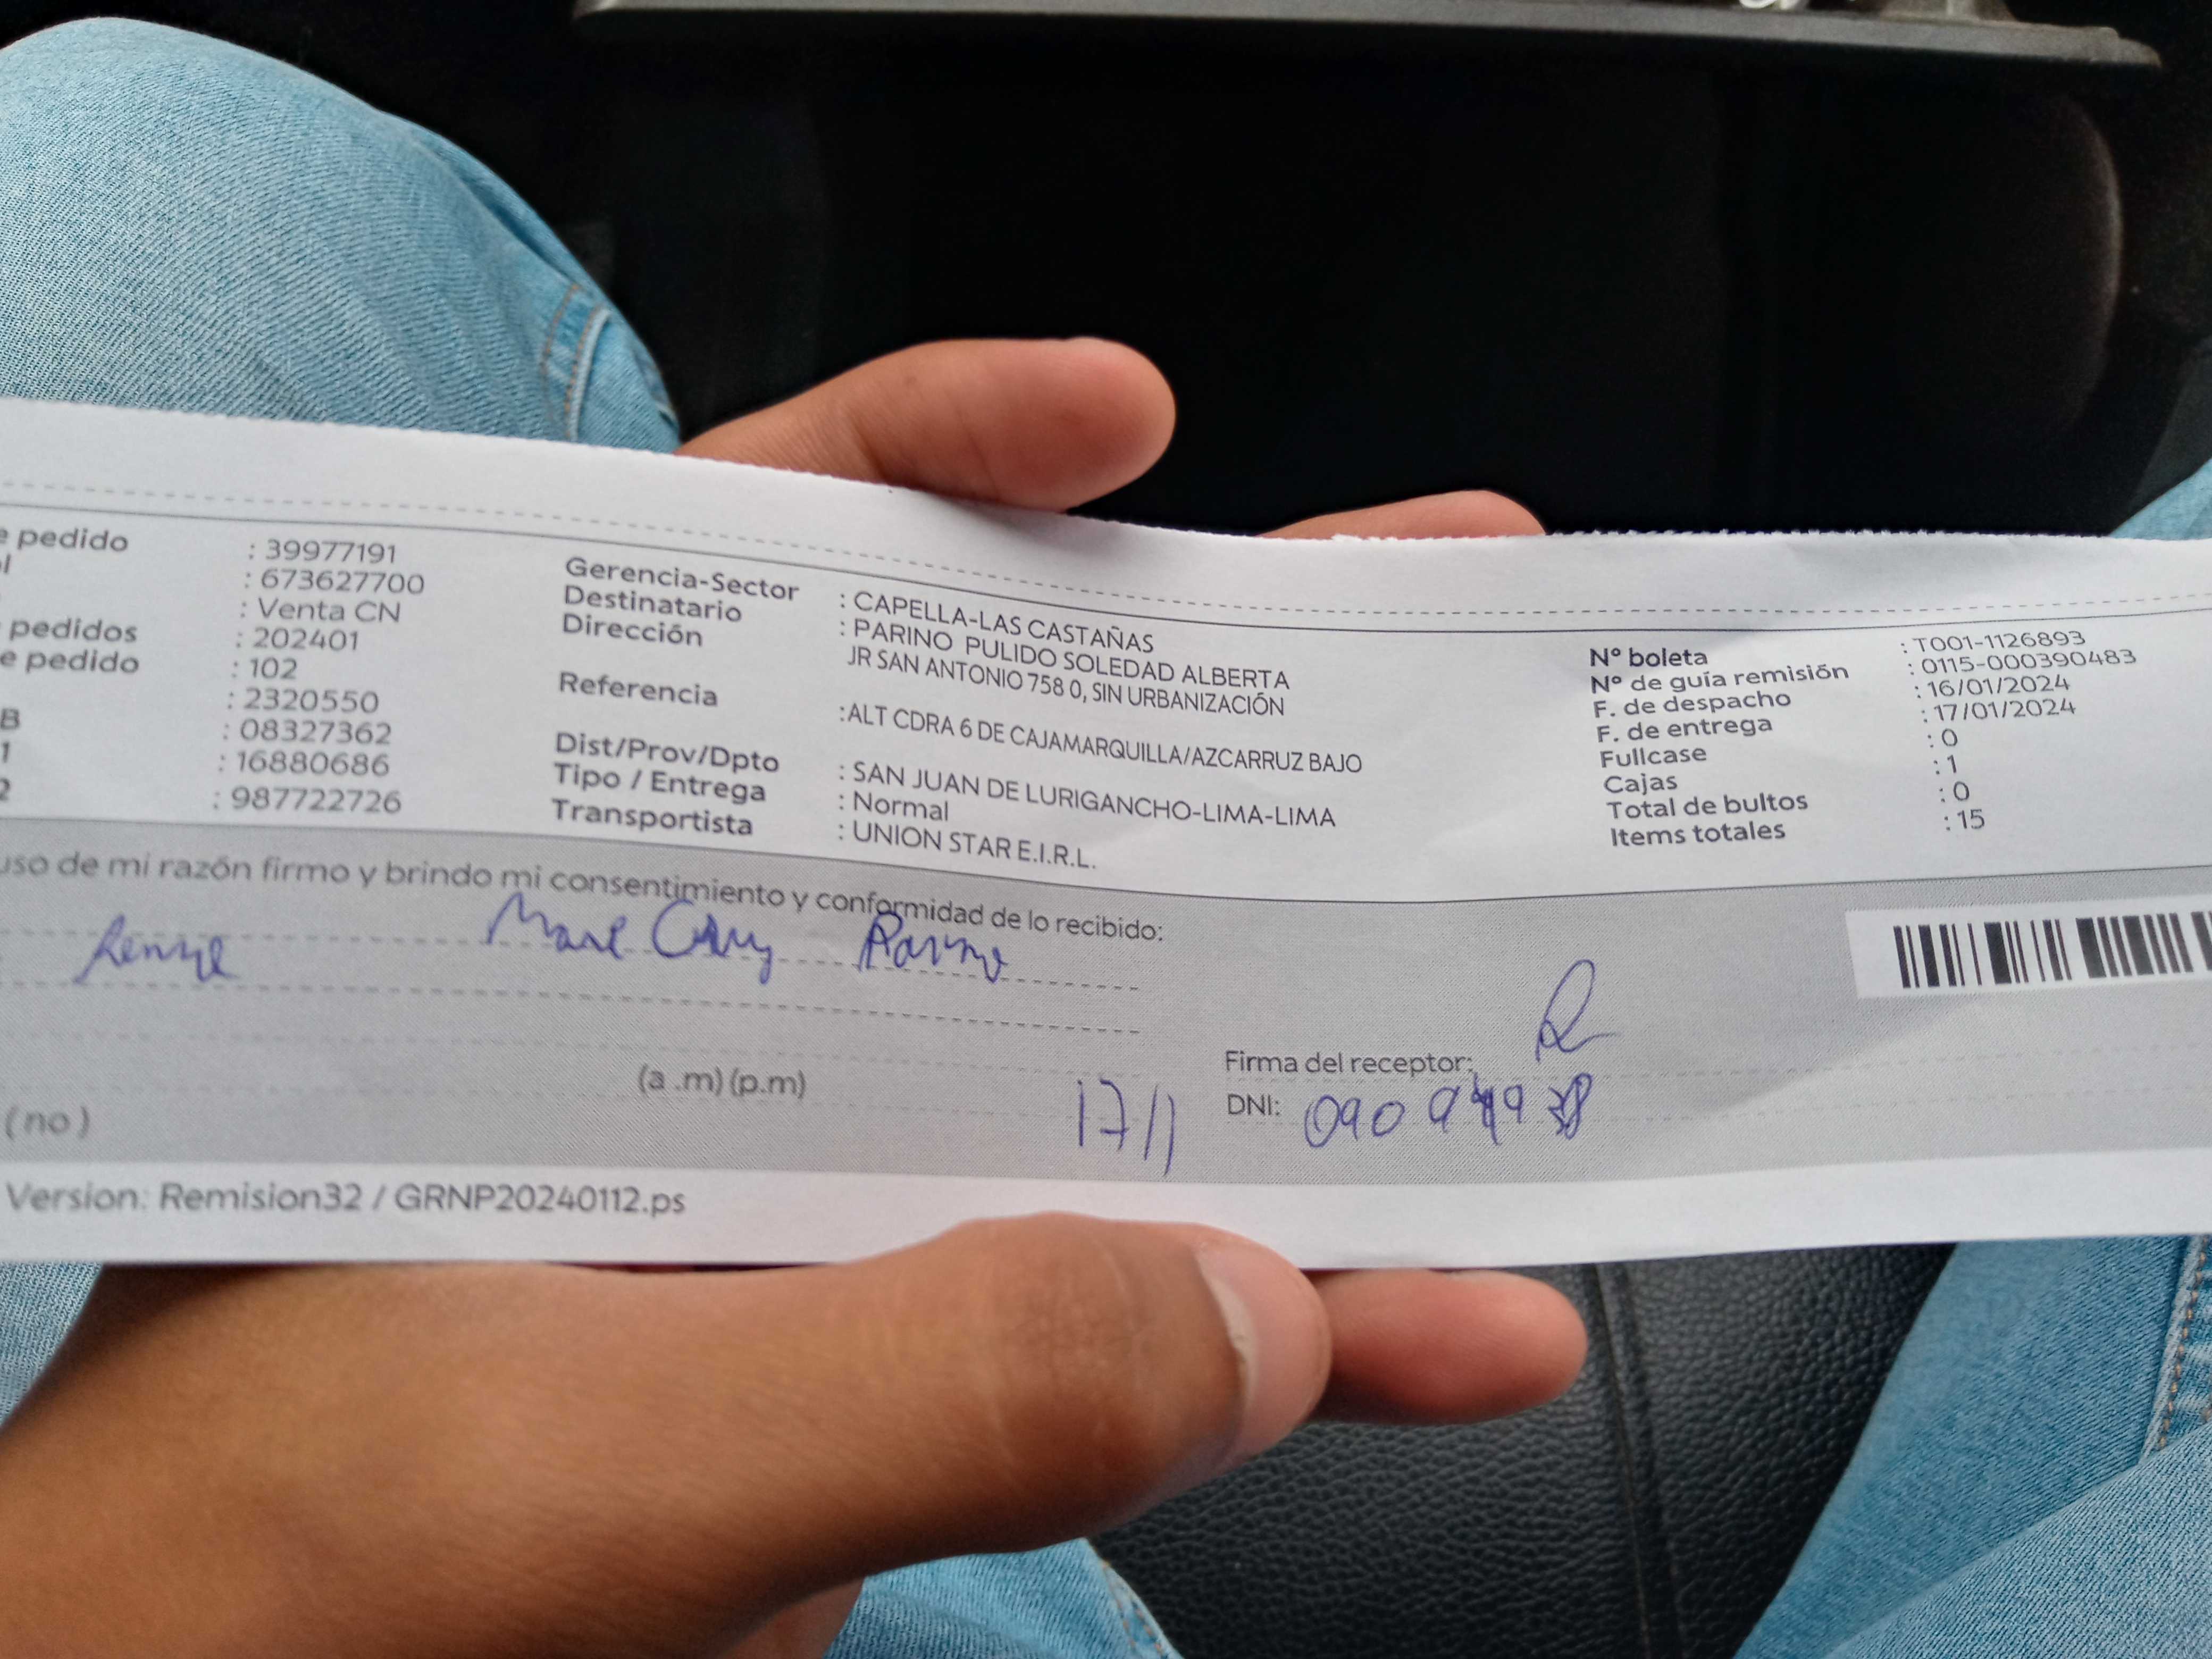 e pedido : 39977191
l : 673627700
: Venta CN
pedidos : 202401
e pedido : 102
: 2320550
B : 08327362
1 : 16880686
2 : 987722726
Gerencia-Sector : CAPELLA-LAS CASTAÑAS
Destinatario : PARINO PULIDO SOLEDAD ALBERTA
Dirección JR SAN ANTONIO 758 0, SIN URBANIZACIÓN
Referencia :ALT CDRA 6 DE CAJAMARQUILLA/AZCARRUZ BAJO
Dist/Prov/Dpto : SAN JUAN DE LURIGANCHO-LIMA-LIMA
Tipo / Entrega : Normal
Transportista : UNION STAR E.I.R.L.
Nº boleta : T001-1126893
Nº de guía remisión : 0115-000390483
F. de despacho : 16/01/2024
F. de entrega : 17/01/2024
Fullcase : 0
Cajas : 1
Total de bultos : 0
Items totales : 15
uso de mi razón firmo y brindo mi consentimiento y conformidad de lo recibido:
Firma del receptor:
(a .m) (p.m) 17/1 DNI:
(no)
Version: Remision32 / GRNP20240112.ps